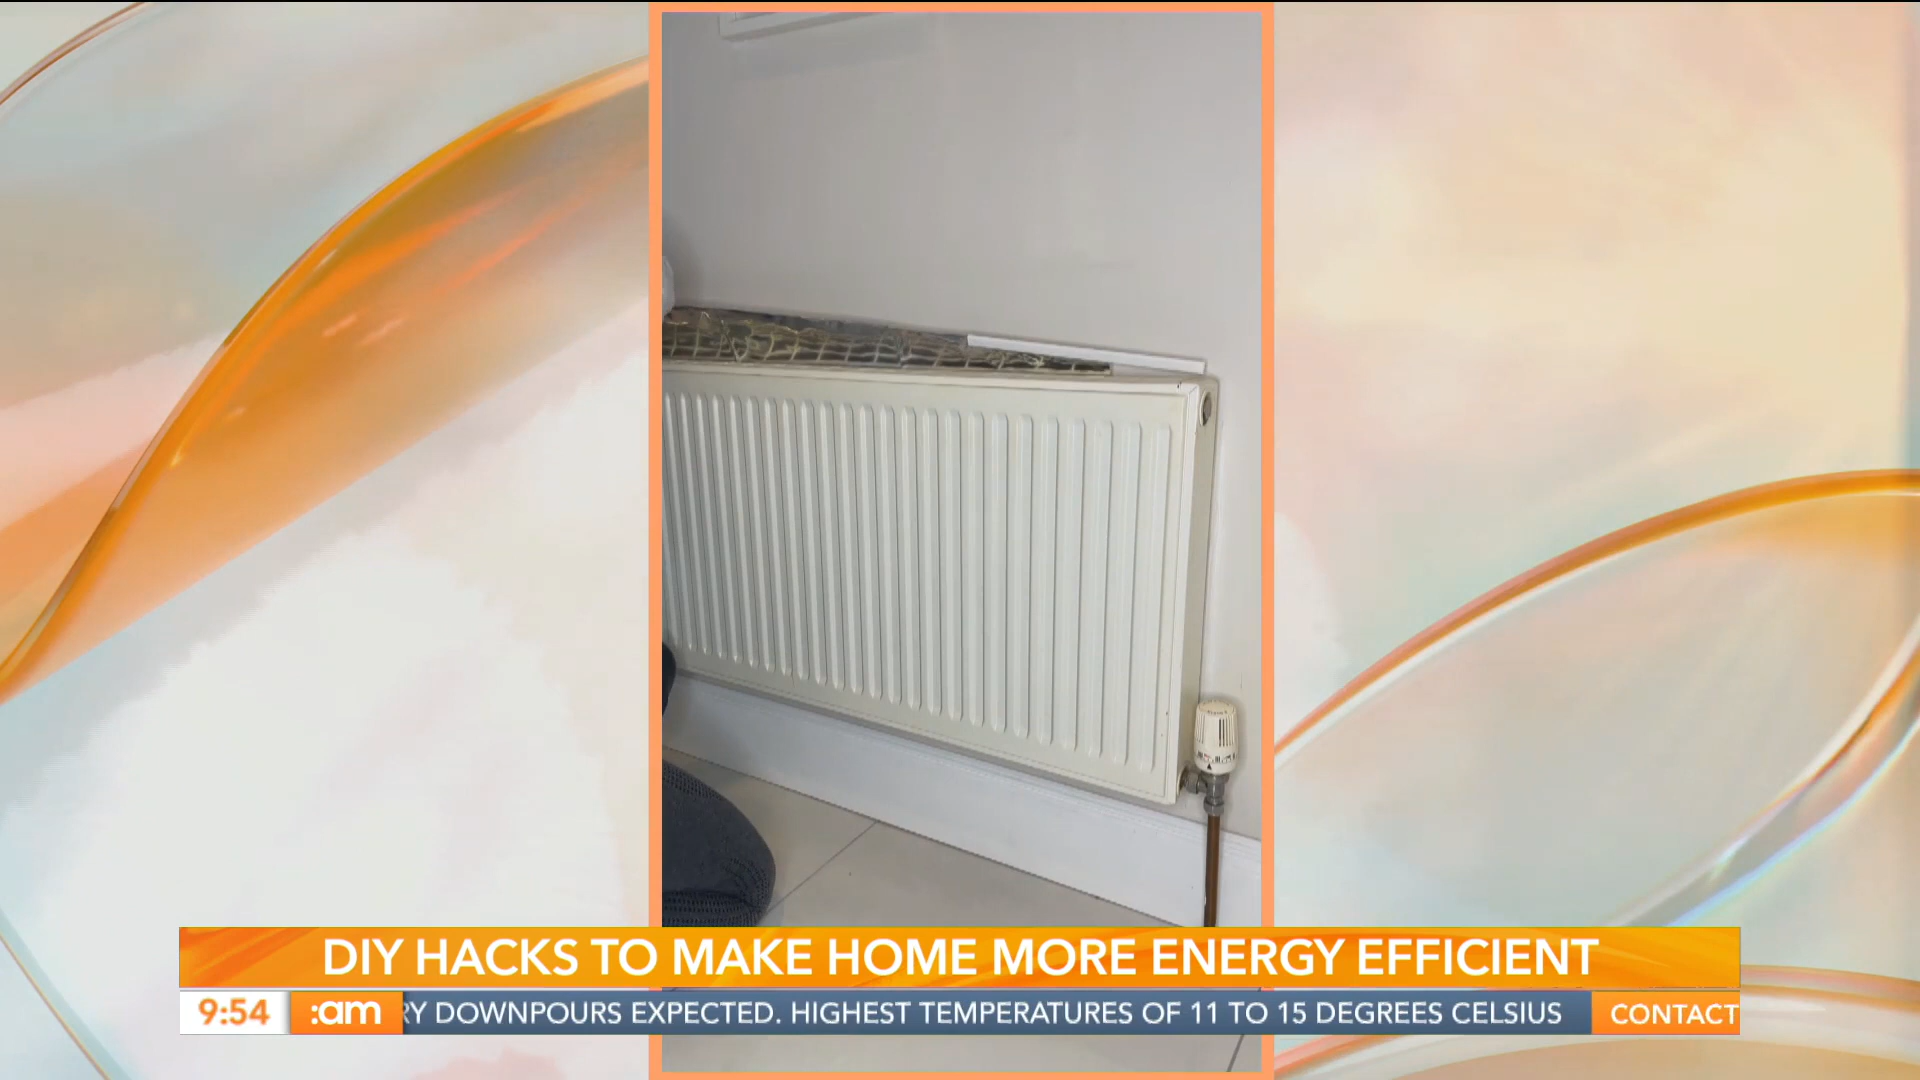 DIY HACKS TO MAKE HOME MORE ENERGY EFFICIENT
9:54 :am RY DOWNPOURS EXPECTED. HIGHEST TEMPERATURES OF 11 TO 15 DEGREES CELSIUS CONTACT